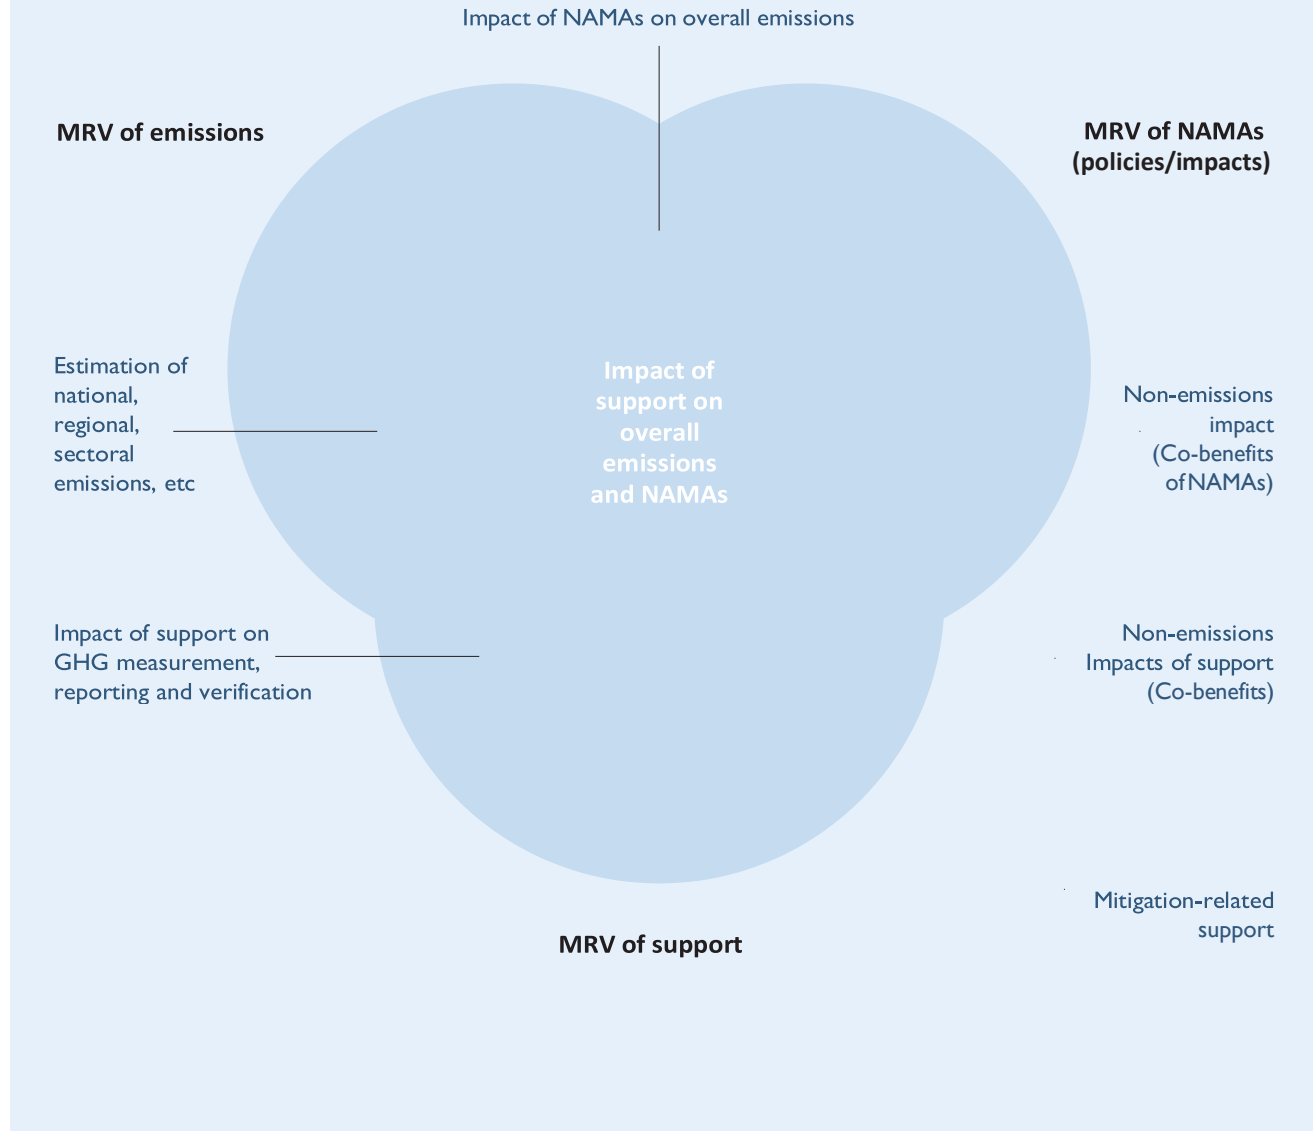 Impact of NAMAs on overall emissions
MRV of emissions
MRV of NAMAs
(policies/impacts)
Estimation of
national,
regional,
sectoral
emissions, etc
Impact of
support on
overall
emissions
and NAMAs
Non-emissions
impact
(Co-benefits
of NAMAs)
Impact of support on
GHG measurement,
reporting and verification
Non-emissions
Impacts of support
(Co-benefits)
Mitigation-related
support
MRV of support